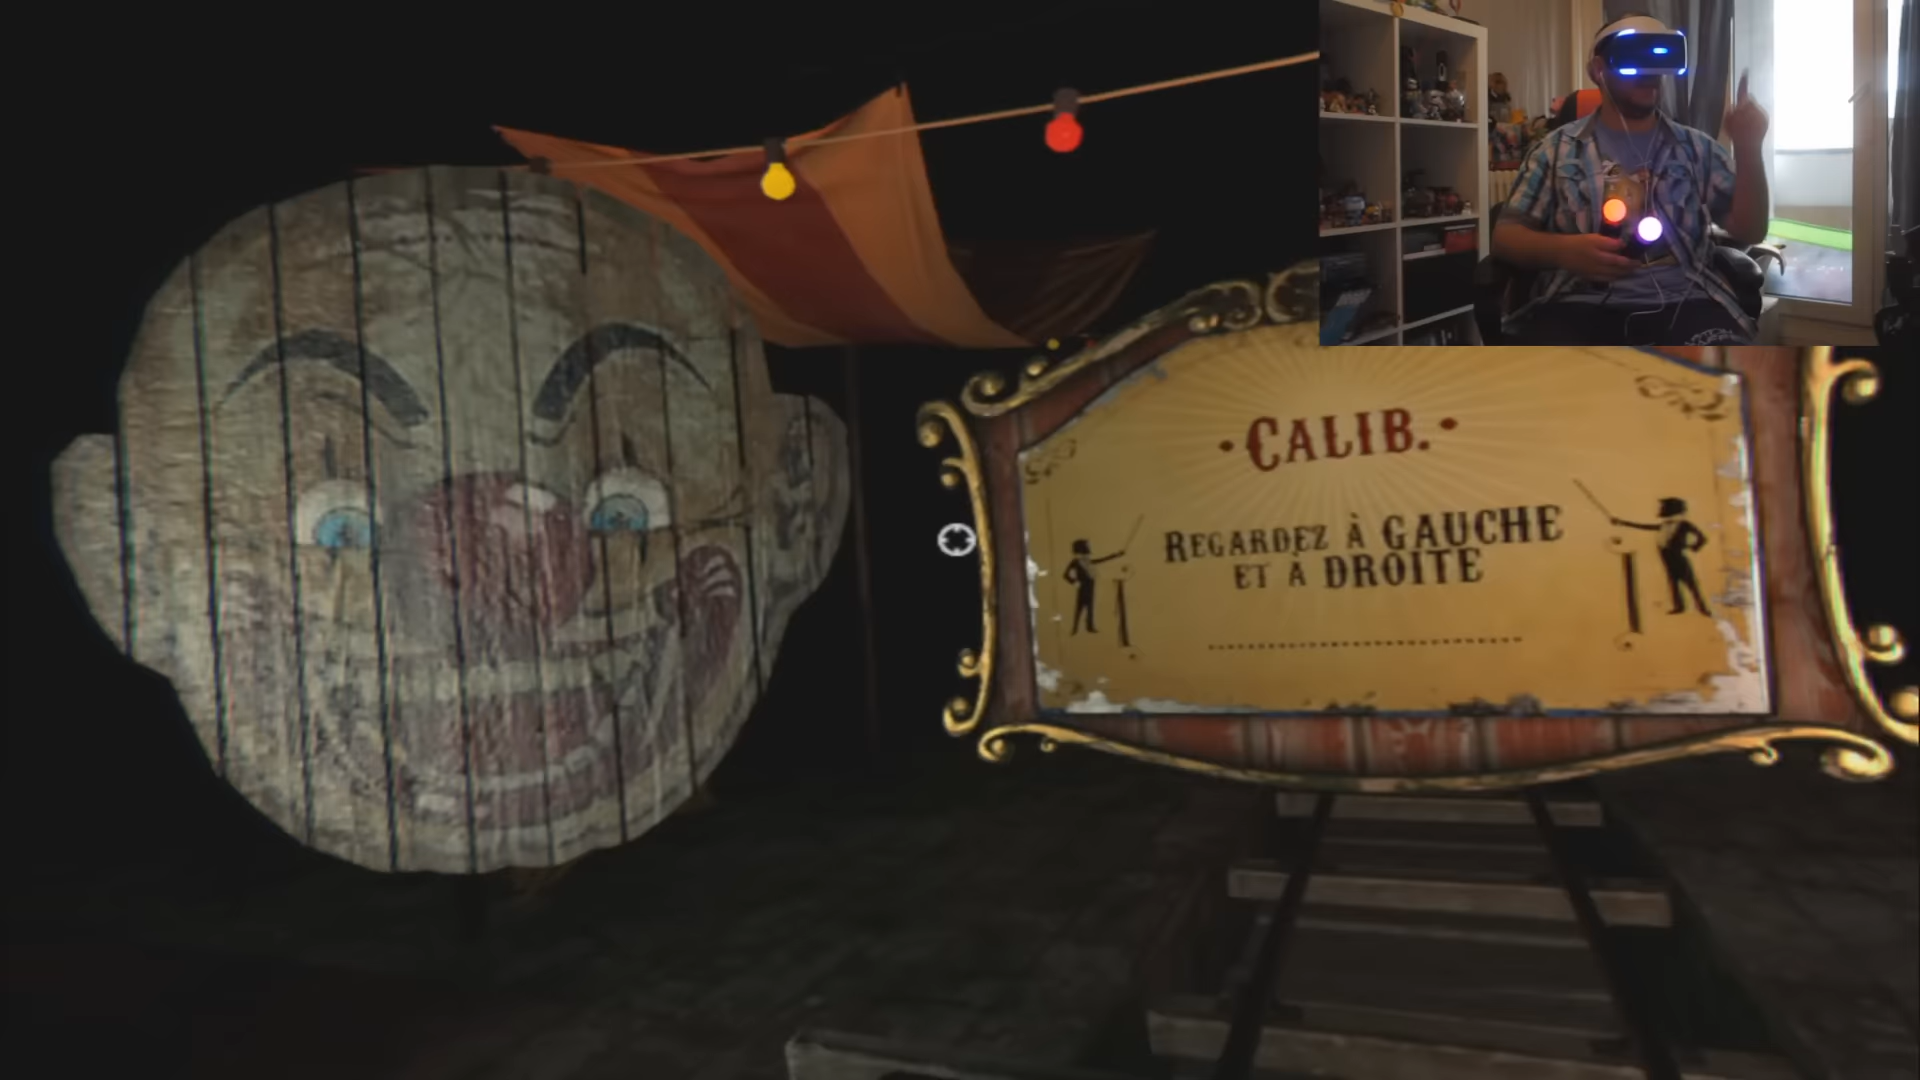 ·CALIB.·
REGARDEZ À GAUCHE
ET À DROITE